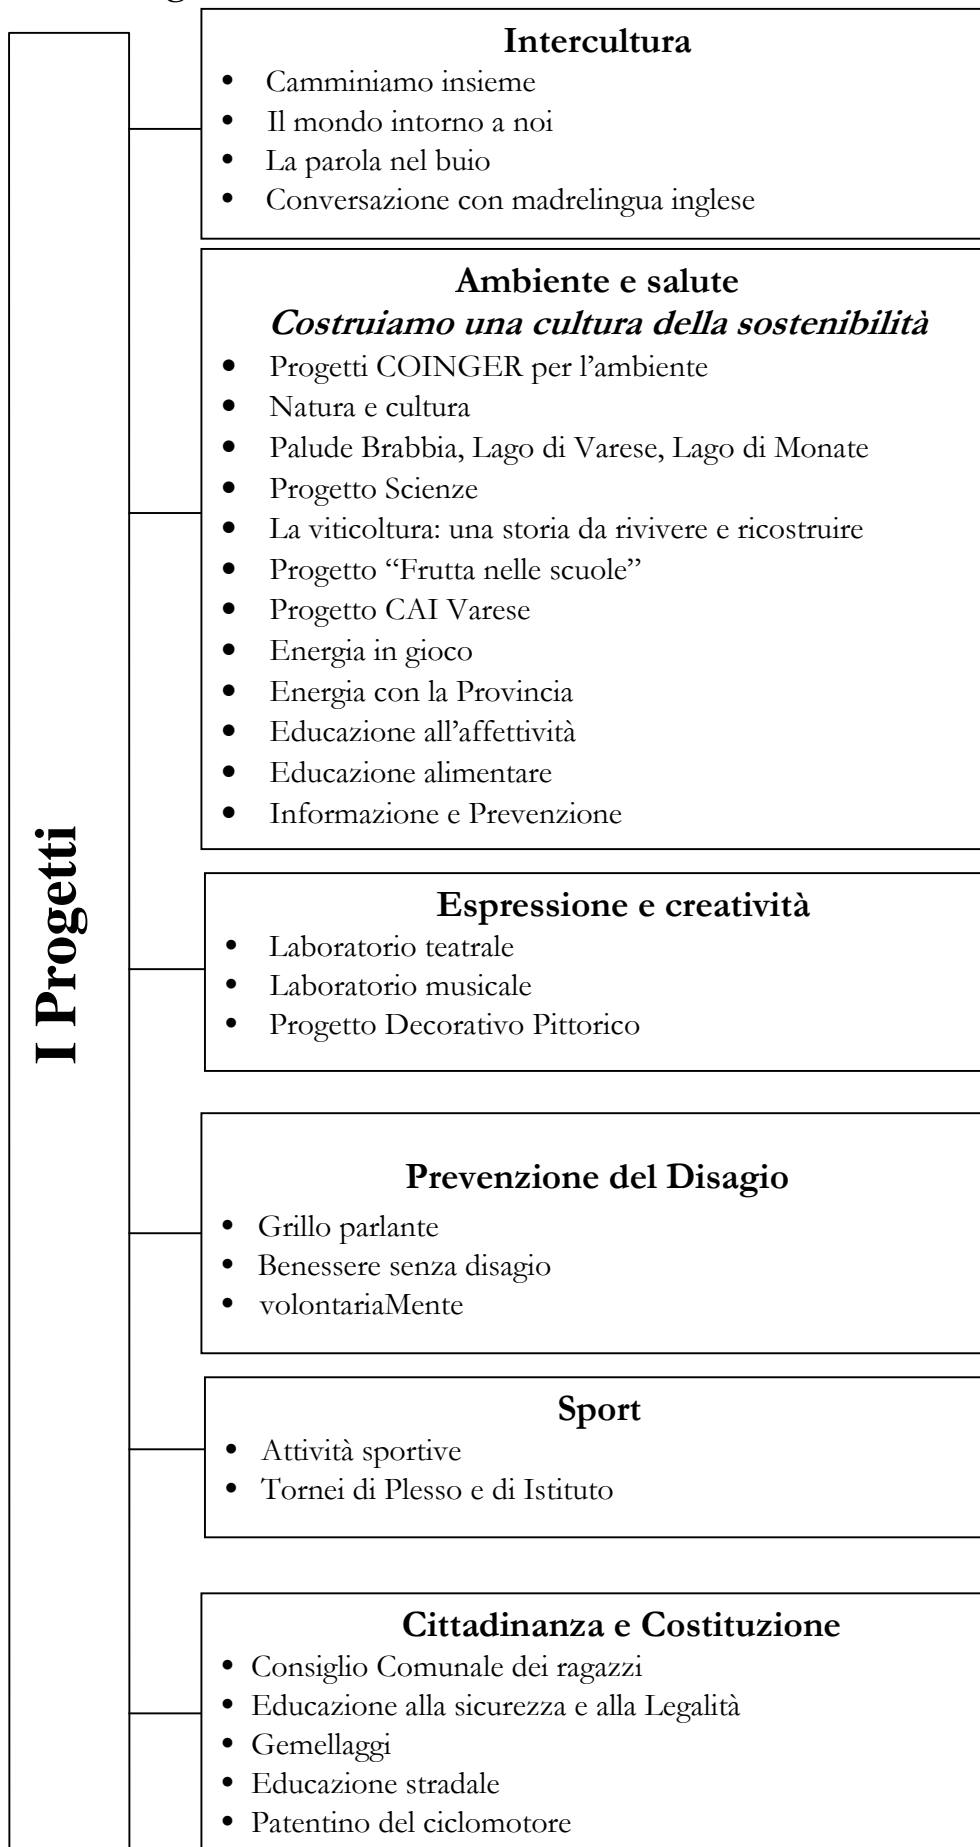 I Progetti
Intercultura
• Camminiamo insieme
• Il mondo intorno a noi
• La parola nel buio
• Conversazione con madrelingua inglese
Ambiente e salute
Costruiamo una cultura della sostenibilità
• Progetti COINGER per l’ambiente
• Natura e cultura
• Palude Brabbia, Lago di Varese, Lago di Monate
• Progetto Scienze
• La viticoltura: una storia da rivivere e ricostruire
• Progetto “Frutta nelle scuole”
• Progetto CAI Varese
• Energia in gioco
• Energia con la Provincia
• Educazione all’affettività
• Educazione alimentare
• Informazione e Prevenzione
Espressione e creatività
• Laboratorio teatrale
• Laboratorio musicale
• Progetto Decorativo Pittorico
Prevenzione del Disagio
• Grillo parlante
• Benessere senza disagio
• volontariaMente
Sport
• Attività sportive
• Tornei di Plesso e di Istituto
Cittadinanza e Costituzione
• Consiglio Comunale dei ragazzi
• Educazione alla sicurezza e alla Legalità
• Gemellaggi
• Educazione stradale
• Patentino del ciclomotore